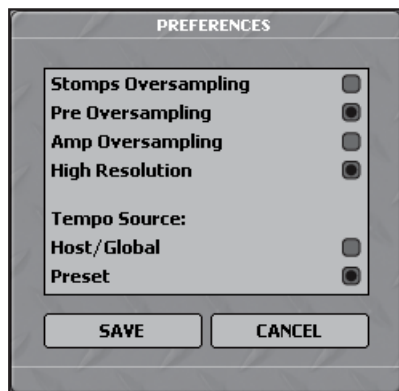 PREFERENCES
Stomps Oversampling
Pre Oversampling
Amp Oversampling
High Resolution
Tempo Source:
Host/Global
Preset
SAVE
CANCEL